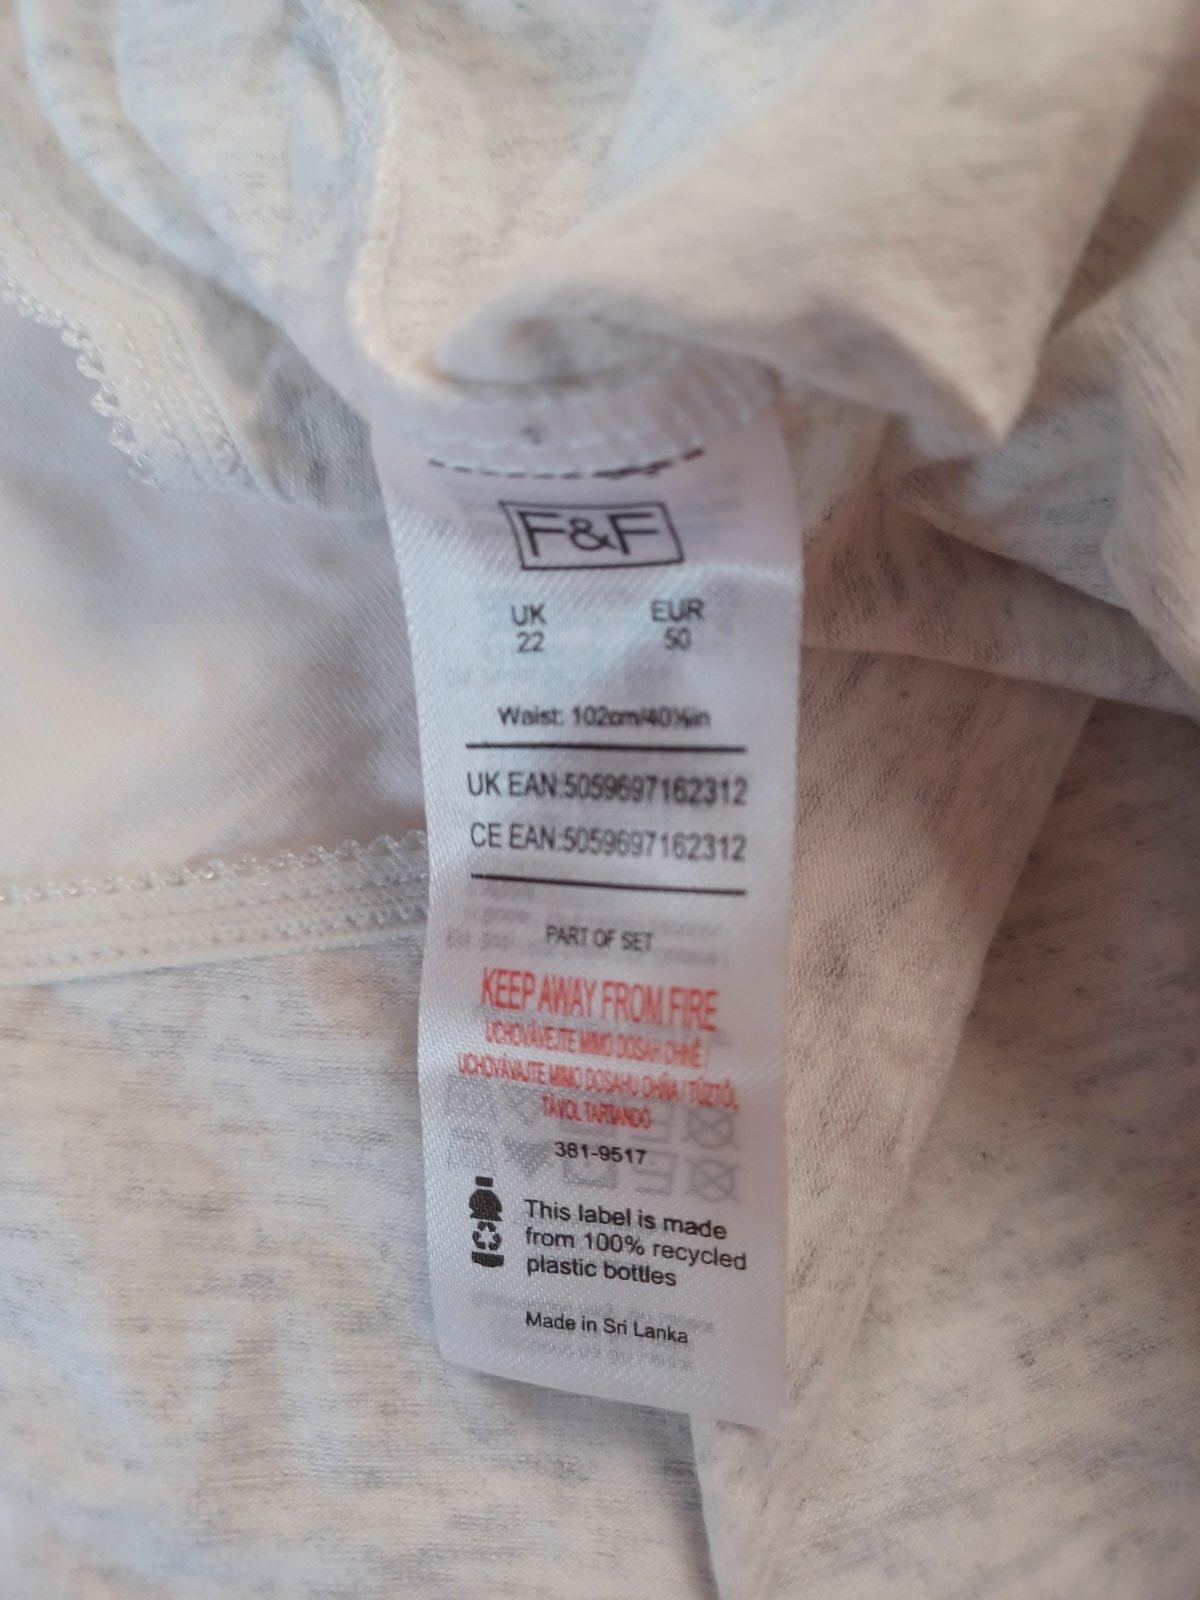 F&F
UK EUR
22 50
Waist: 102cm/40¼in
UK EAN:5059697162312
CE EAN:5059697162312
PART OF SET
KEEP AWAY FROM FIRE
UCHOVÁVEJTE MIMO DOSAH OHNĚ /
UCHOVÁVAJTE MIMO DOSAHU OHŇA / TŰZTŐL
TÁVOL TARTANDÓ
381-9517
This label is made
from 100% recycled
plastic bottles
Made in Sri Lanka